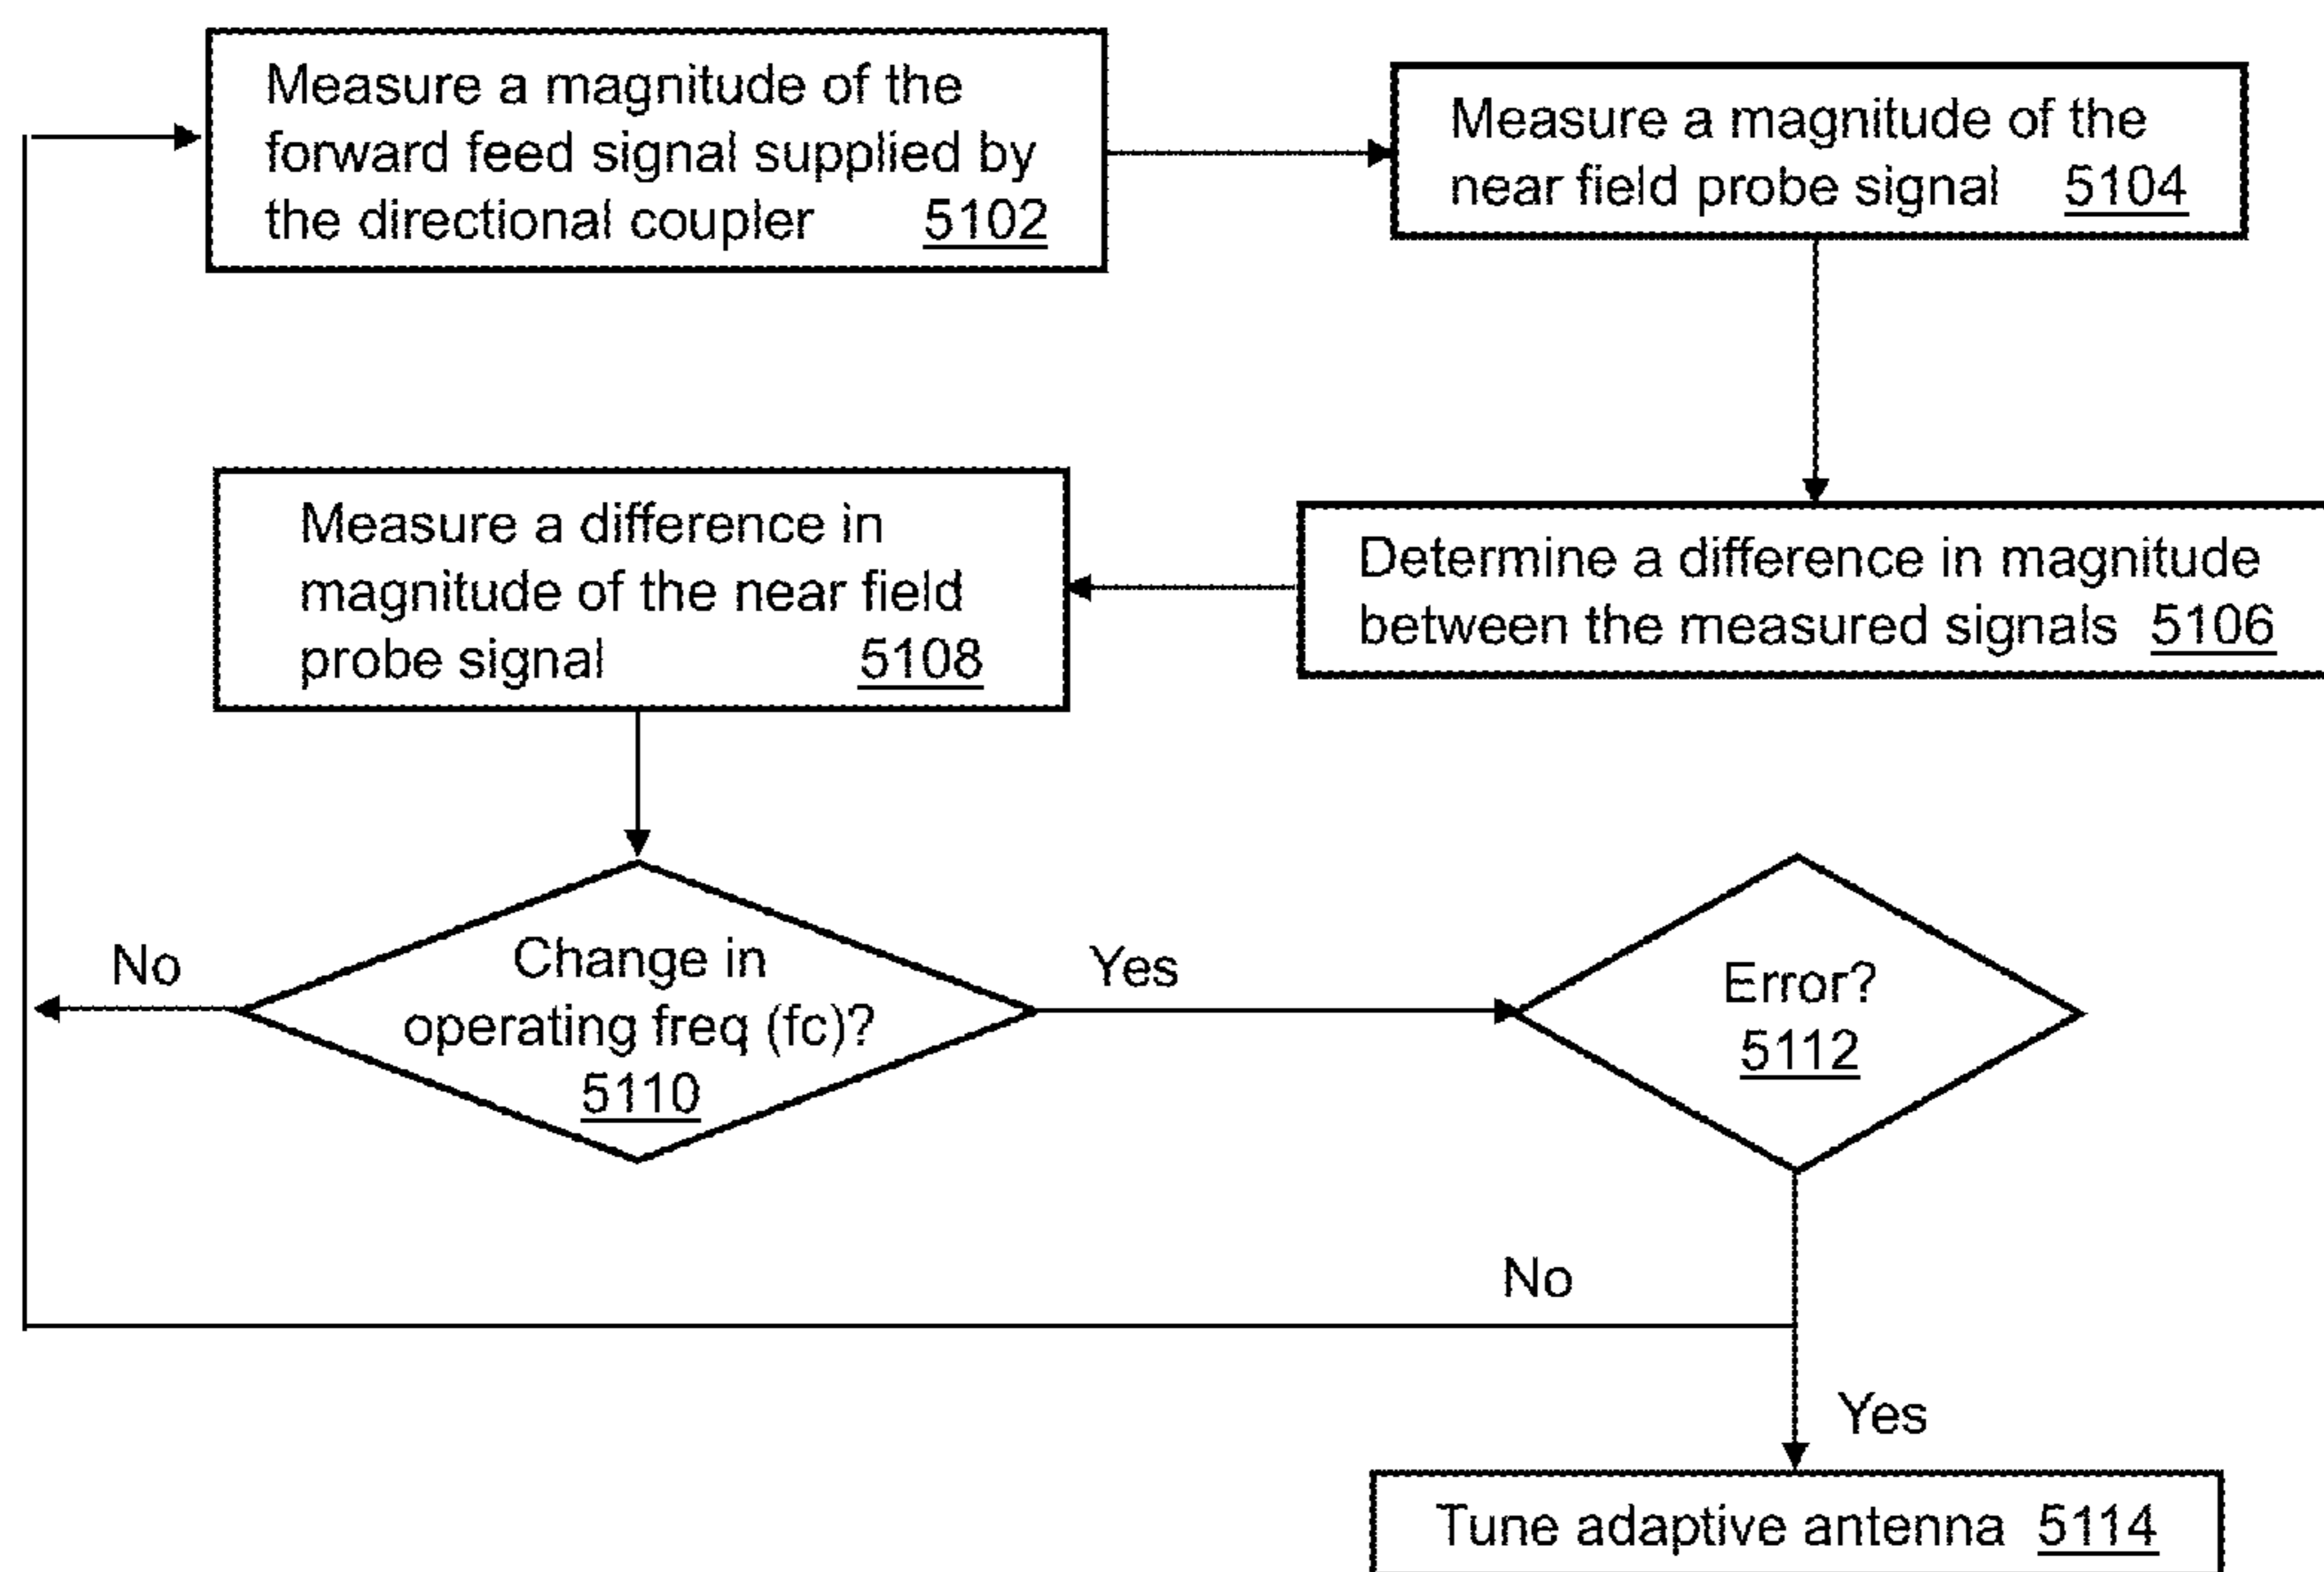 Measure a magnitude of the
forward feed signal supplied by
the directional coupler 5102
Measure a magnitude of the
near field probe signal 5104
Determine a difference in magnitude
between the measured signals 5106
Measure a difference in
magnitude of the near field
probe signal 5108
Change in
operating freq (fc)?
5110
No
Yes
Error?
5112
No
Yes
Tune adaptive antenna 5114